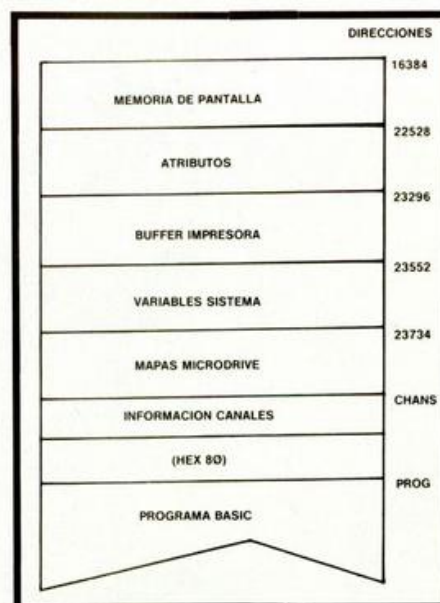 DIRECCIONES
16384
MEMORIA DE PANTALLA
22528
ATRIBUTOS
23296
BUFFER IMPRESORA
23552
VARIABLES SISTEMA
23734
MAPAS MICRODRIVE
CHANS
INFORMACION CANALES
(HEX 8Ø)
PROG
PROGRAMA BASIC